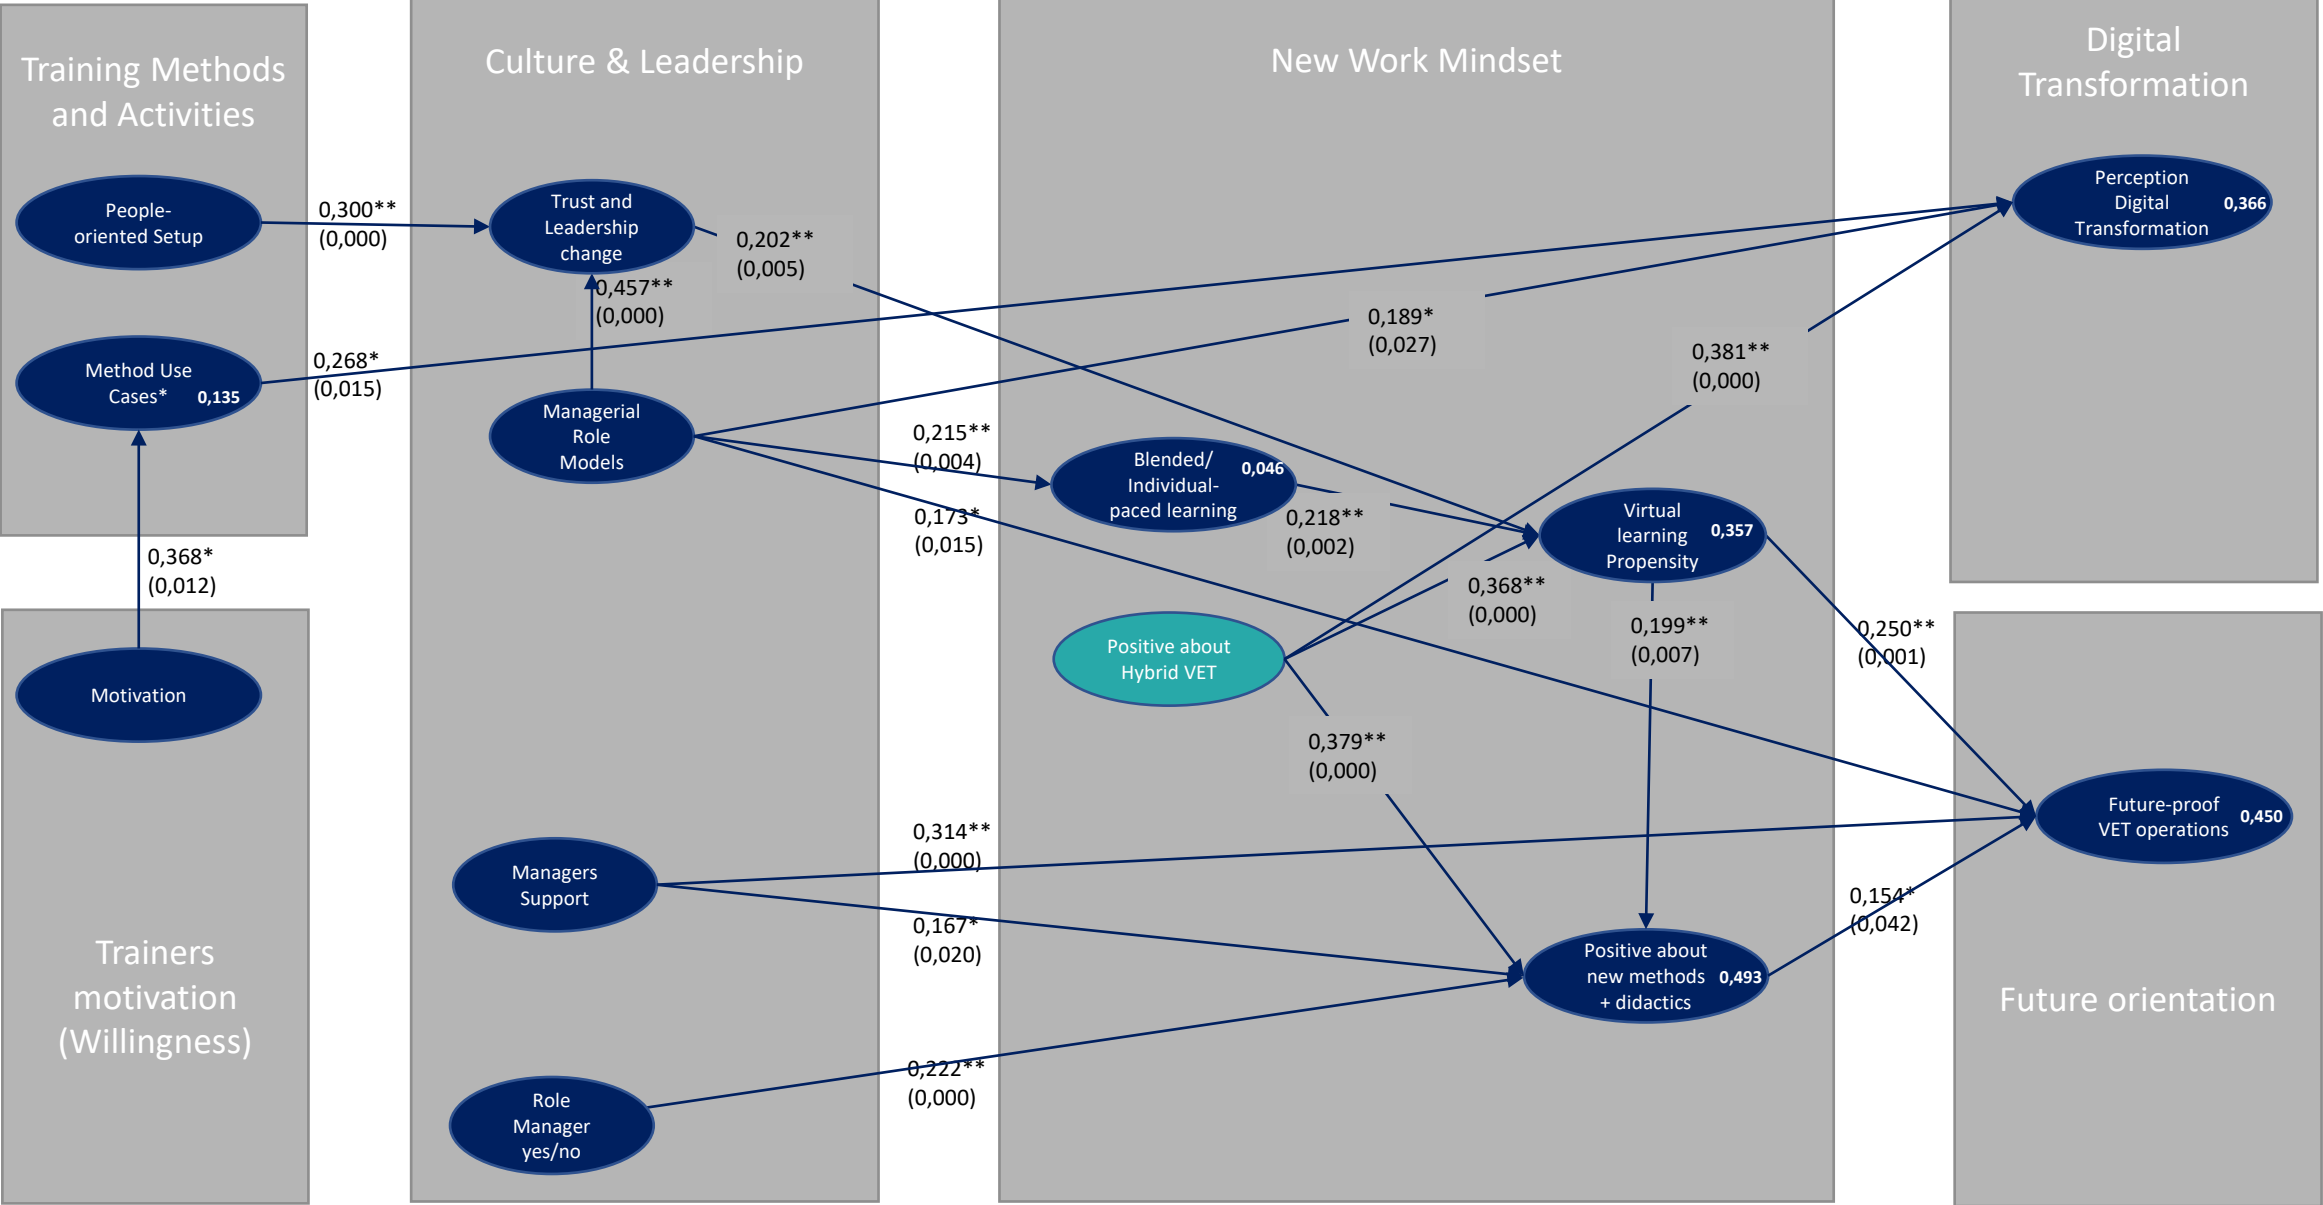 Training Methods
and Activities
Culture & Leadership
New Work Mindset
Digital
Transformation
People-
oriented Setup
0,300**
(0,000)
Trust and
Leadership
change
0,202**
(0,005)
Perception
Digital
Transformation
0,366
0,457**
(0,000)
Method Use
Cases*
0,135
0,268*
(0,015)
0,189*
(0,027)
0,381**
(0,000)
Managerial
Role
Models
0,215**
(0,004)
Blended/
Individual-
paced learning
0,046
0,173*
(0,015)
0,218**
(0,002)
Virtual
learning
Propensity
0,357
0,368*
(0,012)
0,368**
(0,000)
0,199**
(0,007)
0,250**
(0,001)
Motivation
Positive about
Hybrid VET
0,379**
(0,000)
Future-proof
VET operations
0,450
0,314**
(0,000)
Managers
Support
0,167*
(0,020)
0,154*
(0,042)
Positive about
new methods
+ didactics
0,493
Trainers
motivation
(Willingness)
Future orientation
0,222**
(0,000)
Role
Manager
yes/no